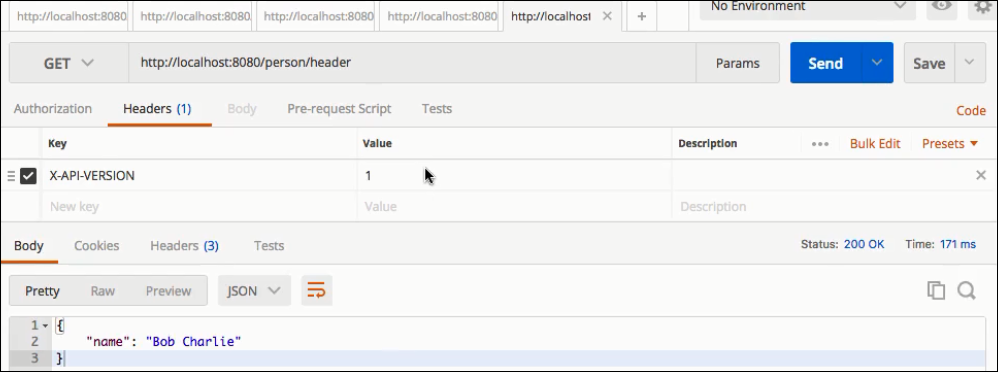 http://localhost:8080 http://localhost:8080 http://localhost:8080 http://localhost:8080 http://localhost × + No Environment
GET http://localhost:8080/person/header Params Send Save
Authorization Headers (1) Body Pre-request Script Tests Code
Key Value Description ••• Bulk Edit Presets
X-API-VERSION 1 ×
New key Value Description
Body Cookies Headers (3) Tests Status: 200 OK Time: 171 ms
Pretty Raw Preview JSON
1 {
2 "name": "Bob Charlie"
3 }